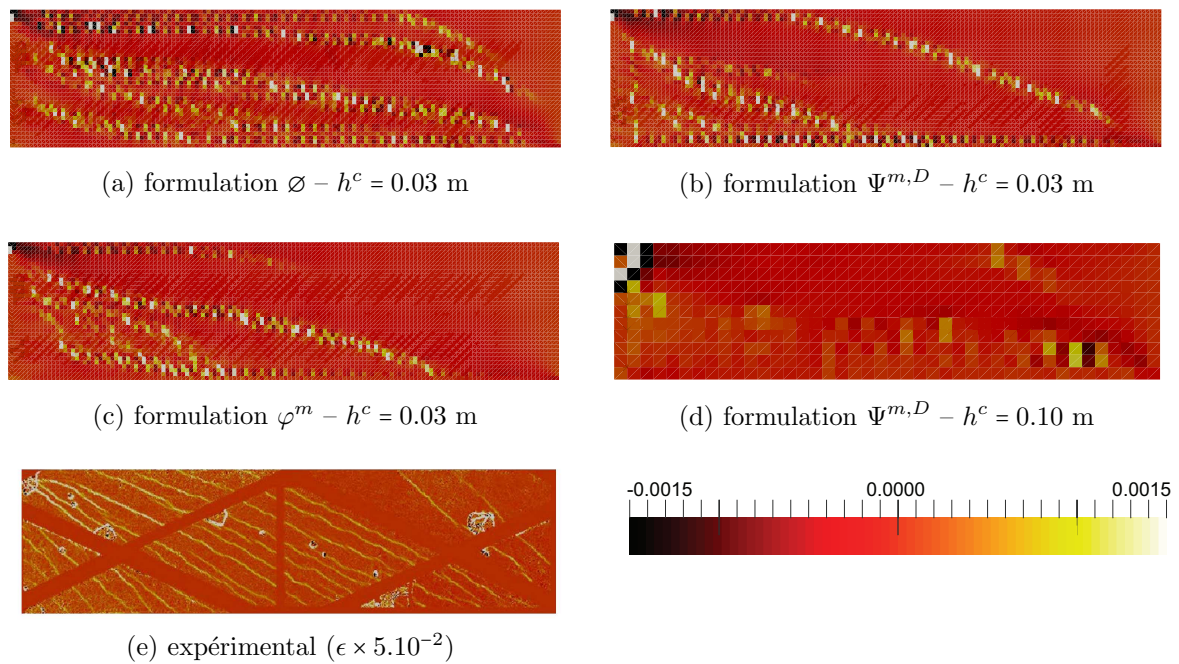 (a) formulation ∅ – h^c = 0.03 m
(b) formulation Ψ^{m,D} – h^c = 0.03 m
(c) formulation φ^m – h^c = 0.03 m
(d) formulation Ψ^{m,D} – h^c = 0.10 m
-0.0015 0.0000 0.0015
(e) expérimental (ϵ × 5.10^{−2})